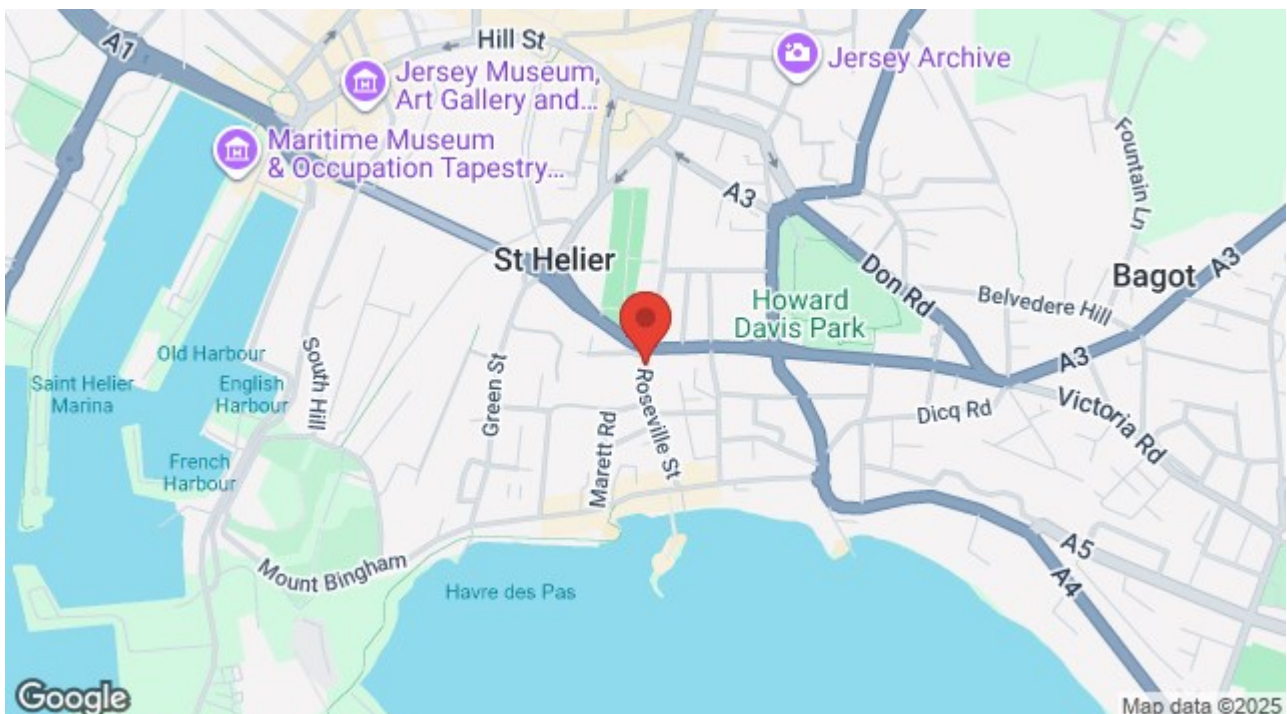 A1
Hill St
Jersey Museum,
Art Gallery and...
Jersey Archive
Maritime Museum
& Occupation Tapestry...
A3
Fountain Ln
St Helier
Don Rd
Bagot
A3
Belvedere Hill
Howard
Davis Park
Old Harbour
Saint Helier
Marina
English
Harbour
South Hill
Green St
Marett Rd
Roseville St
A3
Dicq Rd
Victoria Rd
French
Harbour
Mount Bingham
Havre des Pas
A5
A4
Google
Map data ©2025